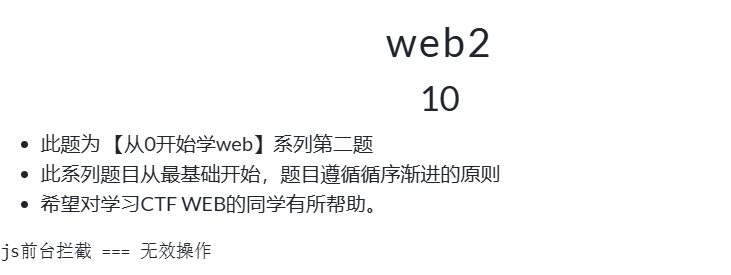 web2
10
此题为 【从0开始学web】系列第二题
此系列题目从最基础开始，题目遵循循序渐进的原则
希望对学习CTF WEB的同学有所帮助。
js前台拦截 === 无效操作